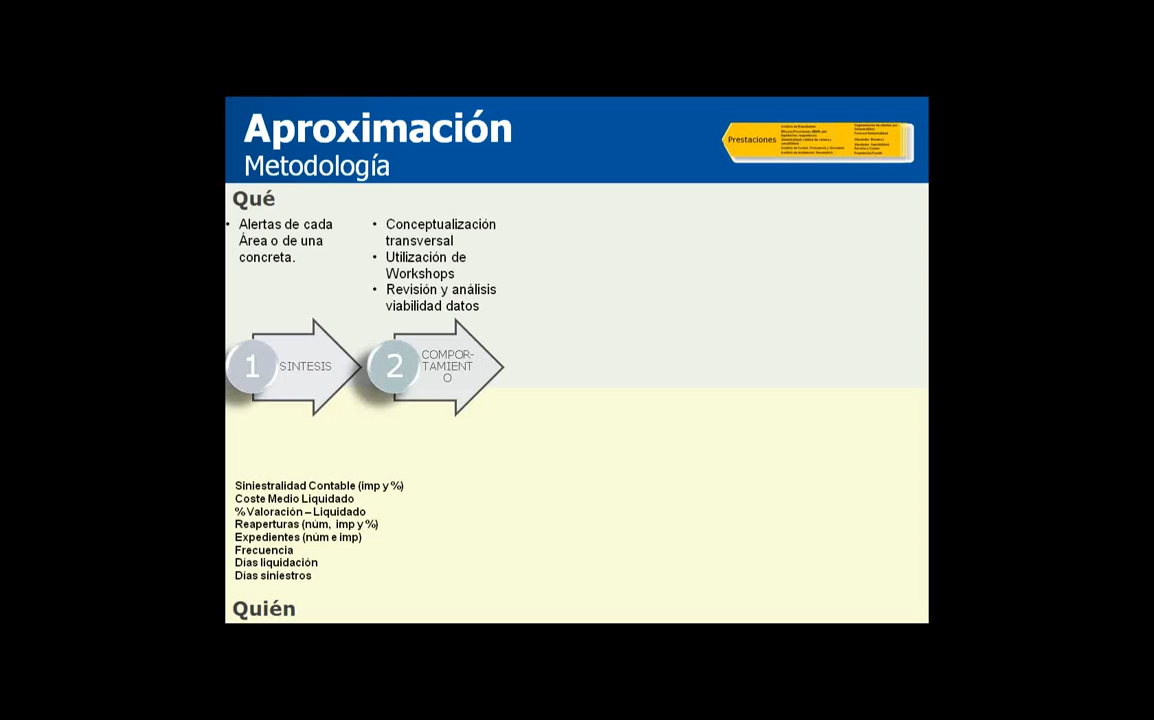 Aproximación
Metodología
Prestaciones
Qué
• Alertas de cada
Área o de una
concreta.
• Conceptualización
transversal
• Utilización de
Workshops
• Revisión y análisis
viabilidad datos
1
SINTESIS
2
COMPOR-
TAMIENT
O
Siniestralidad Contable (imp y %)
Coste Medio Liquidado
% Valoración – Liquidado
Reaperturas (núm, imp y %)
Expedientes (núm e imp)
Frecuencia
Días liquidación
Días siniestros
Quién